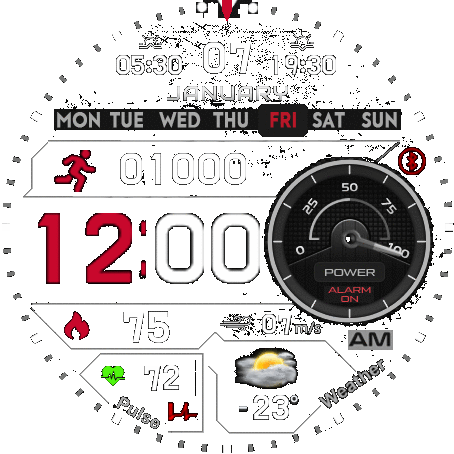 05:30 07 19:30
JANUARY
MON TUE WED THU FRI SAT SUN
01000
12:00
0 25 50 75 100
POWER
ALARM
ON
75
07m/s
AM
72
-23°
Pulse
Weather